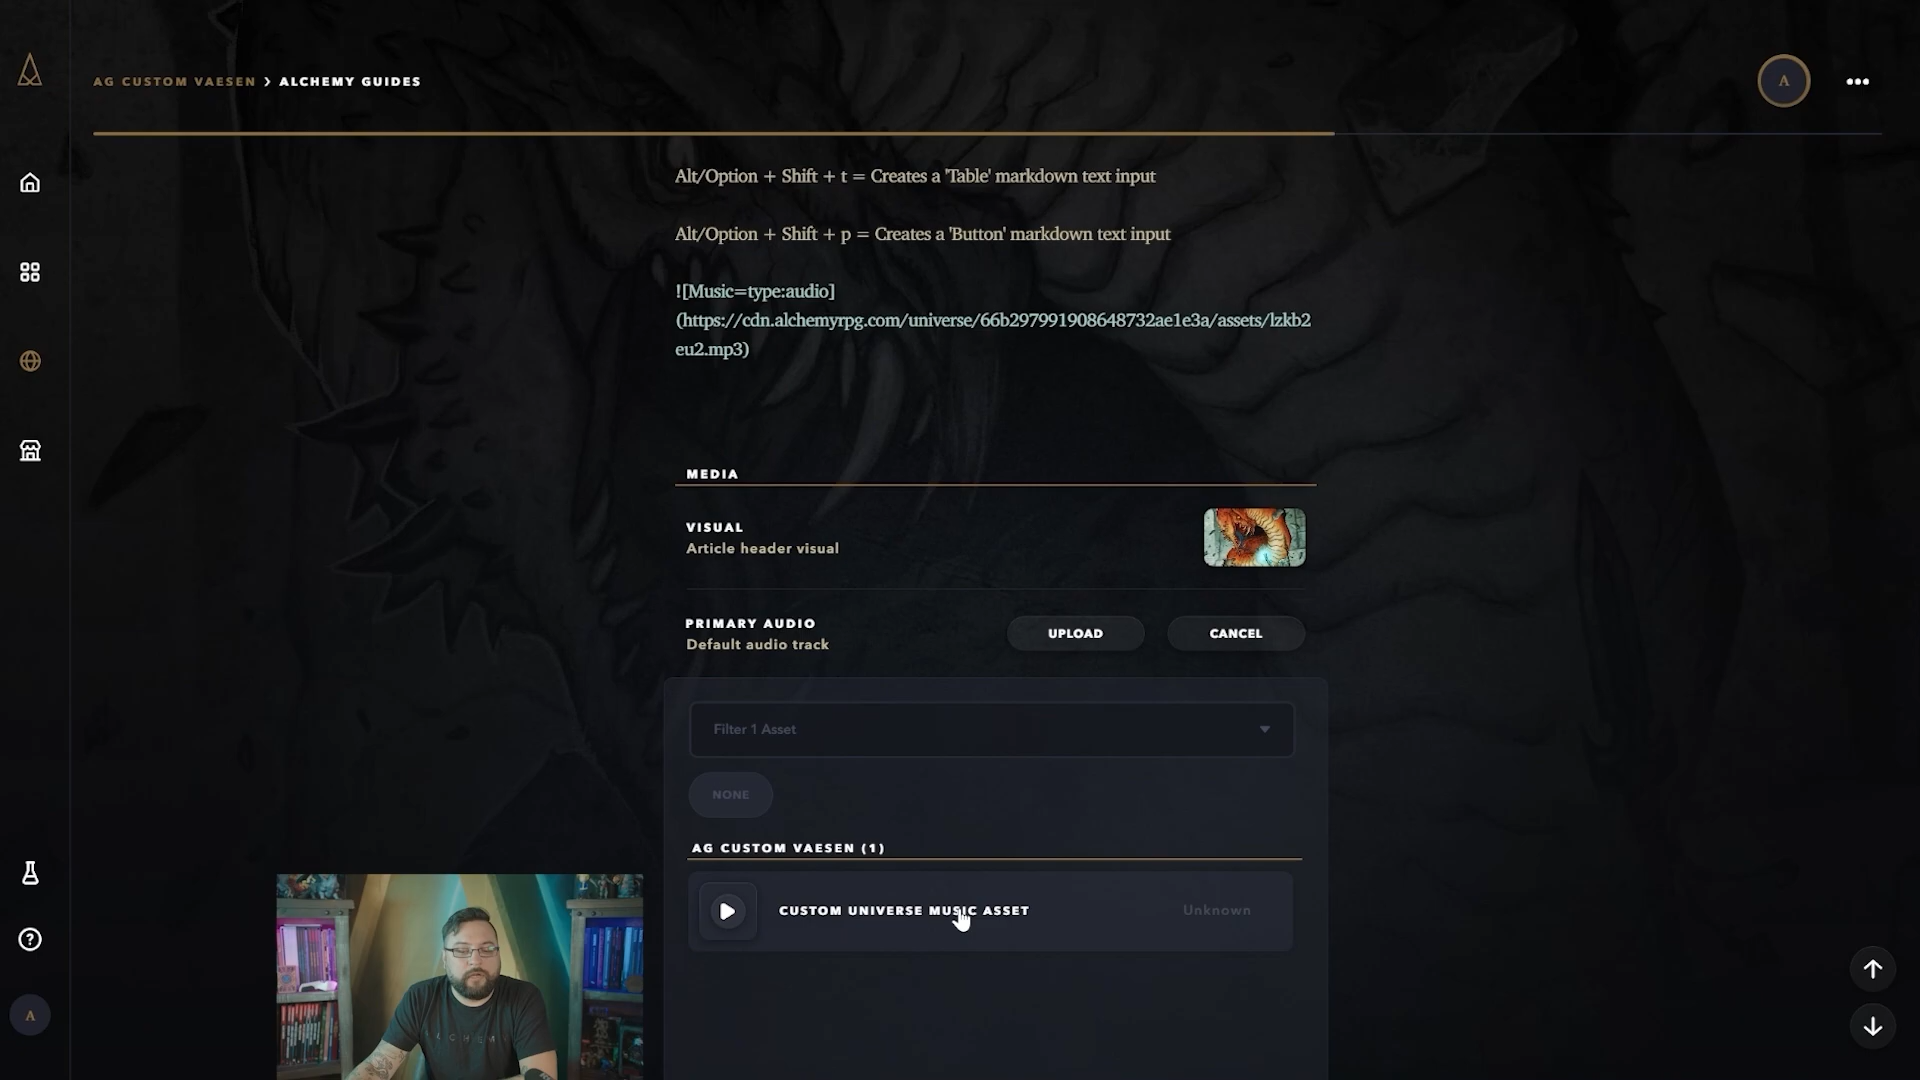 AG CUSTOM VAESEN > ALCHEMY GUIDES
A
Alt/Option + Shift + t = Creates a 'Table' markdown text input
Alt/Option + Shift + p = Creates a 'Button' markdown text input
![Music=type:audio]
(https://cdn.alchemyrpg.com/universe/66b297991908648732ae1e3a/assets/lzkb2
eu2.mp3)
MEDIA
VISUAL
Article header visual
PRIMARY AUDIO
Default audio track
UPLOAD
CANCEL
Filter 1 Asset
NONE
AG CUSTOM VAESEN (1)
CUSTOM UNIVERSE MUSIC ASSET
Unknown
A